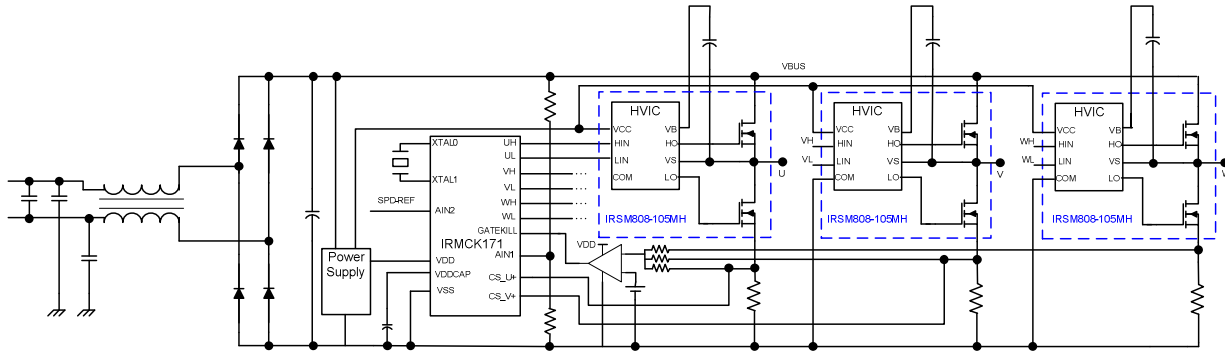 VBUS
HVIC
VCC
HIN
LIN
COM
VB
HO
VS
LO
U
IRSM808-105MH
HVIC
VH
VL
VCC
HIN
LIN
COM
VB
HO
VS
LO
V
IRSM808-105MH
HVIC
WH
WL
VCC
HIN
LIN
COM
VB
HO
VS
LO
IRSM808-105MH
XTAL0
XTAL1
SPD-REF
AIN2
IRMCK171
VDD
VDDCAP
VSS
UH
UL
VH
VL
WH
WL
GATEKILL
AIN1
CS_U+
CS_V+
Power
Supply
VDD